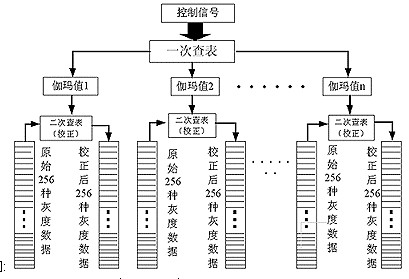 控制信号
一次查表
伽玛值1
伽玛值2
······
伽玛值n
二次查表
(校正)
二次查表
(校正)
二次查表
(校正)
原始256种灰度数据
校正后256种灰度数据
原始256种灰度数据
校正后256种灰度数据
······
原始256种灰度数据
校正后256种灰度数据
]: